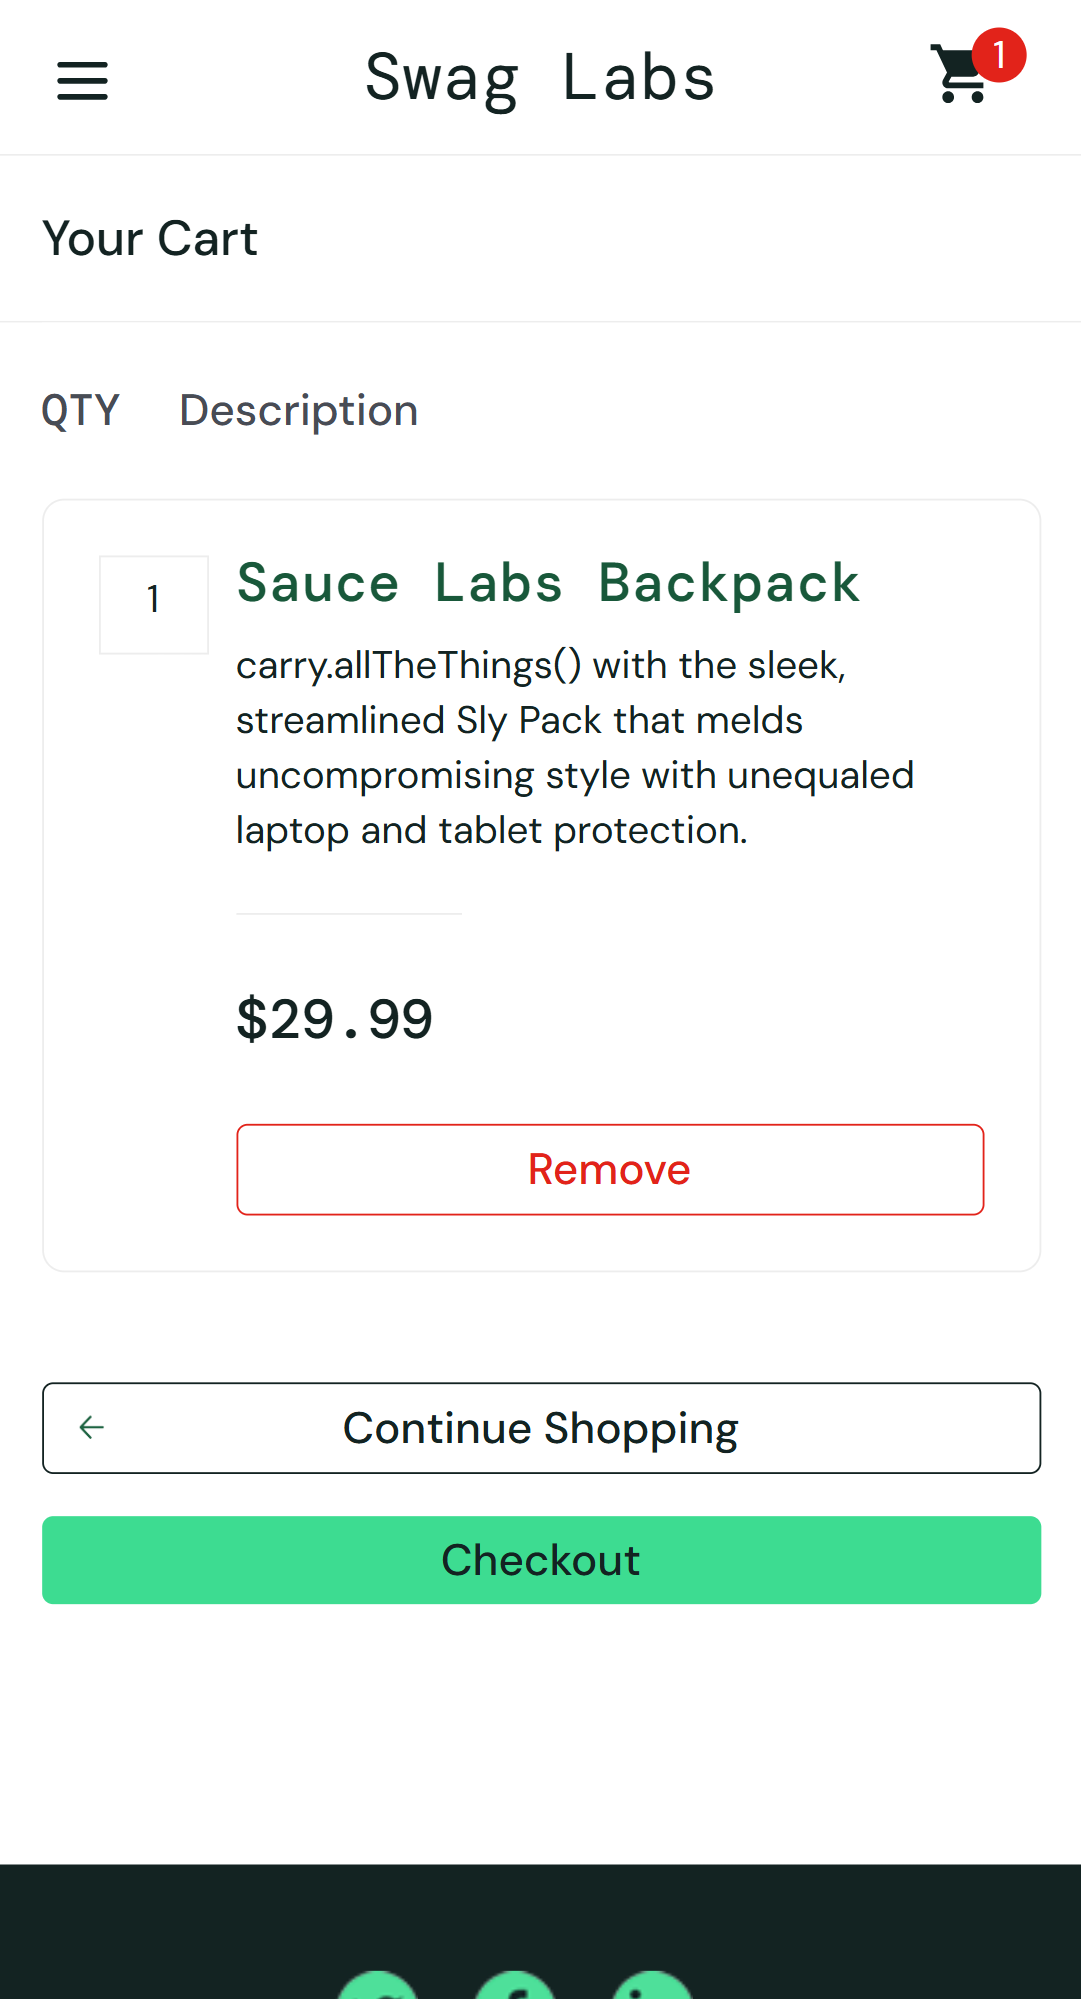 Swag Labs
1
Your Cart
QTY Description
1
Sauce Labs Backpack
carry.allTheThings() with the sleek,
streamlined Sly Pack that melds
uncompromising style with unequaled
laptop and tablet protection.
$29.99
Remove
Continue Shopping
Checkout